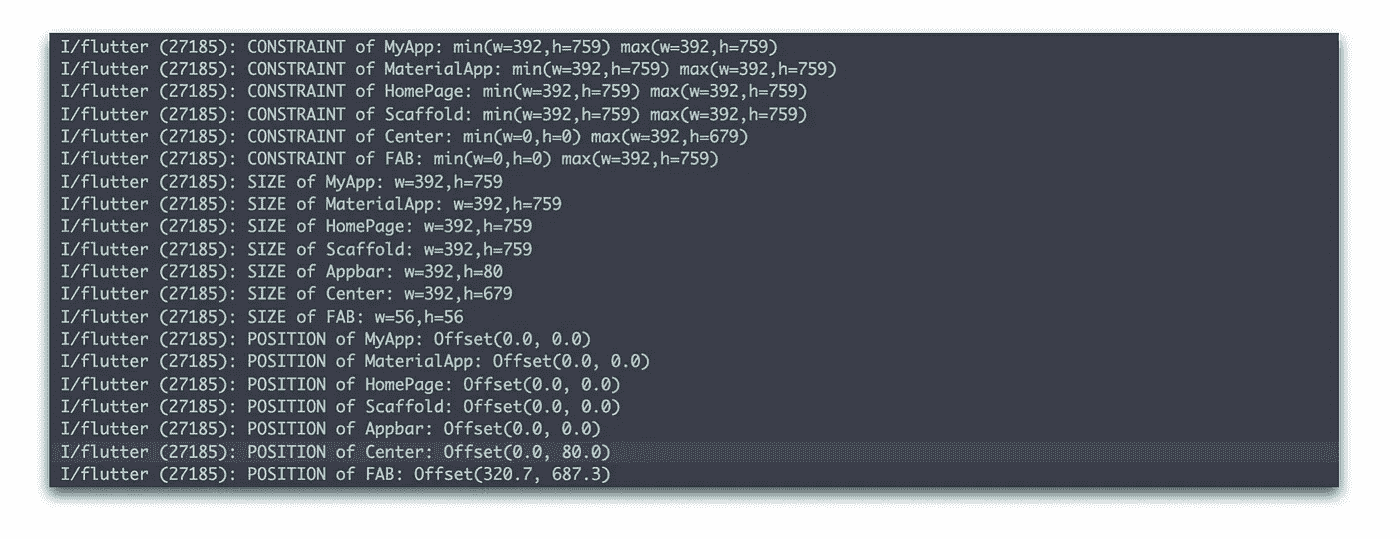 I/flutter (27185): CONSTRAINT of MyApp: min(w=392,h=759) max(w=392,h=759)
I/flutter (27185): CONSTRAINT of MaterialApp: min(w=392,h=759) max(w=392,h=759)
I/flutter (27185): CONSTRAINT of HomePage: min(w=392,h=759) max(w=392,h=759)
I/flutter (27185): CONSTRAINT of Scaffold: min(w=392,h=759) max(w=392,h=759)
I/flutter (27185): CONSTRAINT of Center: min(w=0,h=0) max(w=392,h=679)
I/flutter (27185): CONSTRAINT of FAB: min(w=0,h=0) max(w=392,h=759)
I/flutter (27185): SIZE of MyApp: w=392,h=759
I/flutter (27185): SIZE of MaterialApp: w=392,h=759
I/flutter (27185): SIZE of HomePage: w=392,h=759
I/flutter (27185): SIZE of Scaffold: w=392,h=759
I/flutter (27185): SIZE of Appbar: w=392,h=80
I/flutter (27185): SIZE of Center: w=392,h=679
I/flutter (27185): SIZE of FAB: w=56,h=56
I/flutter (27185): POSITION of MyApp: Offset(0.0, 0.0)
I/flutter (27185): POSITION of MaterialApp: Offset(0.0, 0.0)
I/flutter (27185): POSITION of HomePage: Offset(0.0, 0.0)
I/flutter (27185): POSITION of Scaffold: Offset(0.0, 0.0)
I/flutter (27185): POSITION of Appbar: Offset(0.0, 0.0)
I/flutter (27185): POSITION of Center: Offset(0.0, 80.0)
I/flutter (27185): POSITION of FAB: Offset(320.7, 687.3)